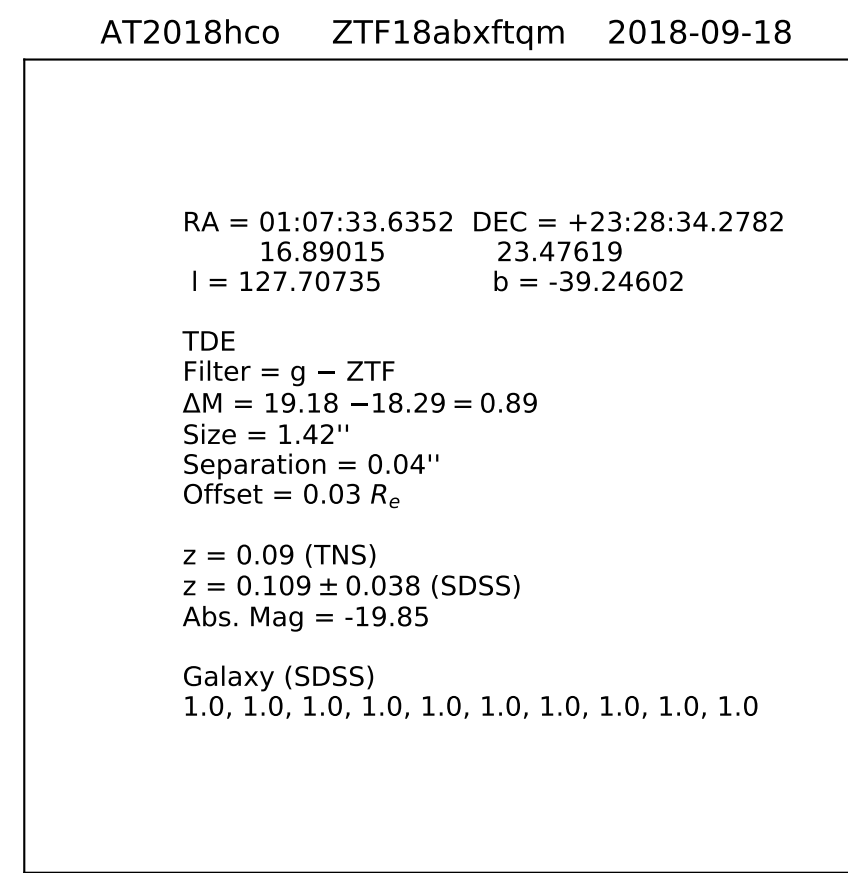 AT2018hco ZTF18abxftqm 2018-09-18
RA = 01:07:33.6352 DEC = +23:28:34.2782
16.89015 23.47619
l = 127.70735 b = -39.24602
TDE
Filter = g − ZTF
ΔM = 19.18 −18.29 = 0.89
Size = 1.42''
Separation = 0.04''
Offset = 0.03 Rₑ
z = 0.09 (TNS)
z = 0.109 ± 0.038 (SDSS)
Abs. Mag = -19.85
Galaxy (SDSS)
1.0, 1.0, 1.0, 1.0, 1.0, 1.0, 1.0, 1.0, 1.0, 1.0